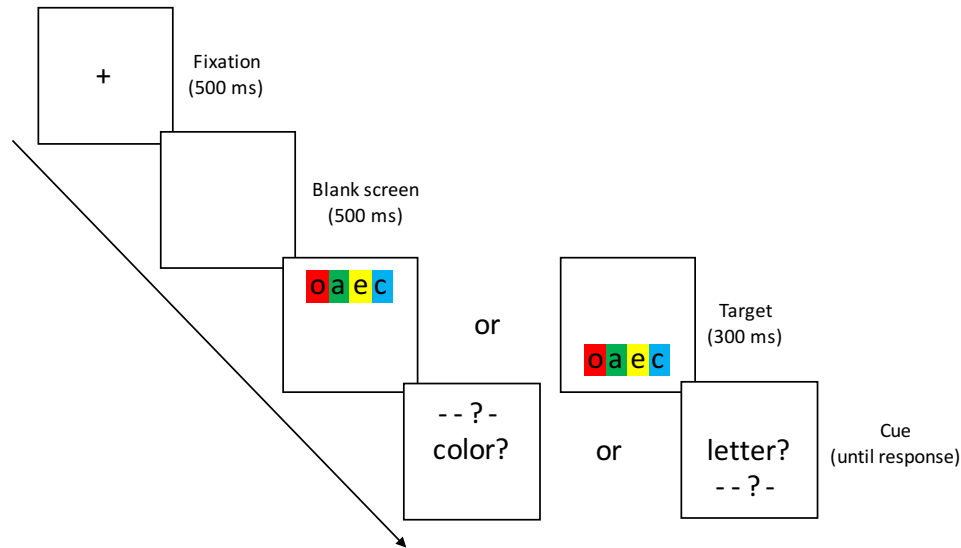 +
Fixation
(500 ms)
Blank screen
(500 ms)
oaec
or
oaec
Target
(300 ms)
--?-
color?
or
letter?
--?-
Cue
(until response)